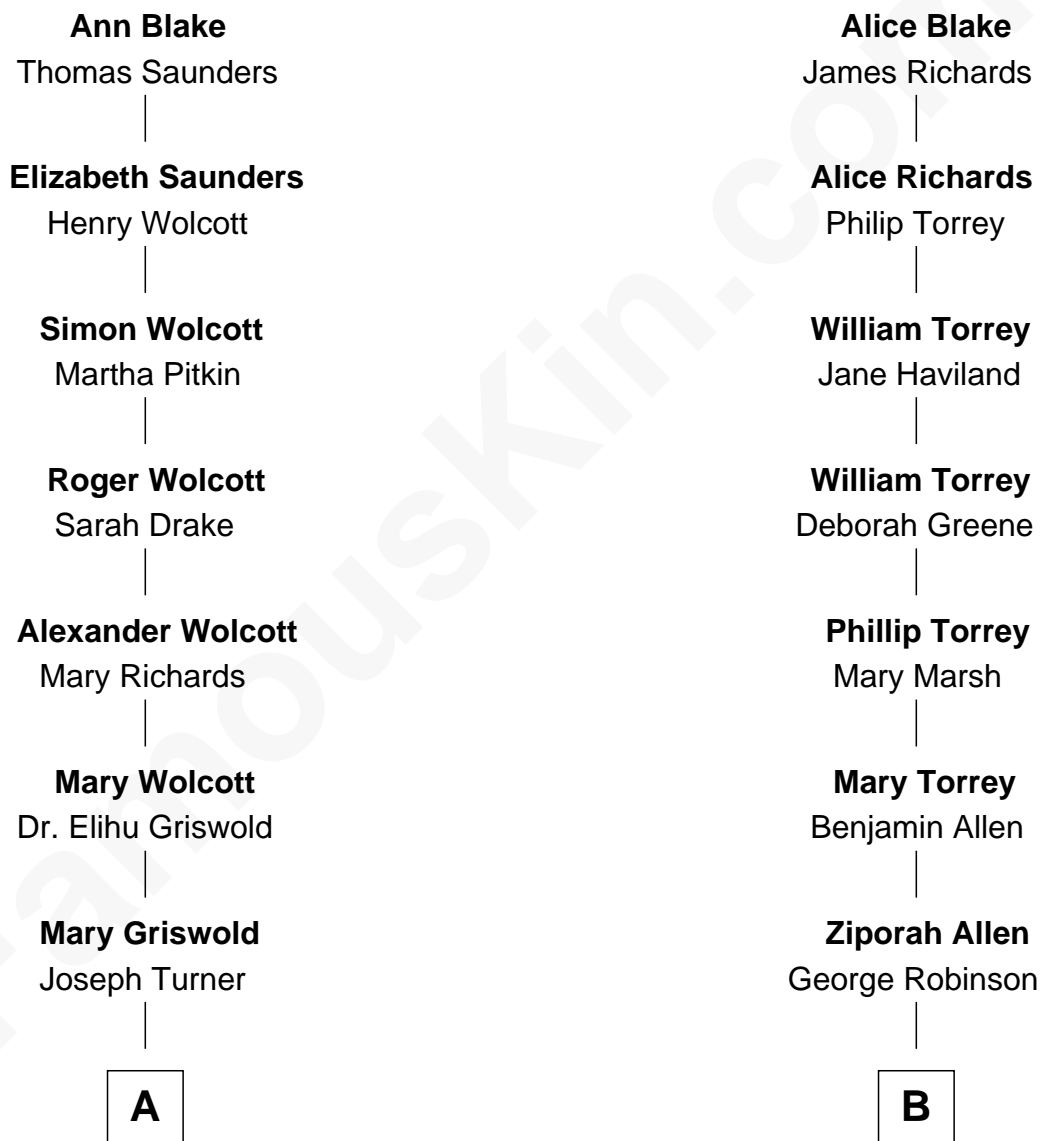 Ann Blake
Thomas Saunders
Elizabeth Saunders
Henry Wolcott
Simon Wolcott
Martha Pitkin
Roger Wolcott
Sarah Drake
Alexander Wolcott
Mary Richards
Mary Wolcott
Dr. Elihu Griswold
Mary Griswold
Joseph Turner
A
Alice Blake
James Richards
Alice Richards
Philip Torrey
William Torrey
Jane Haviland
William Torrey
Deborah Greene
Phillip Torrey
Mary Marsh
Mary Torrey
Benjamin Allen
Ziporah Allen
George Robinson
B
FamousKin.com